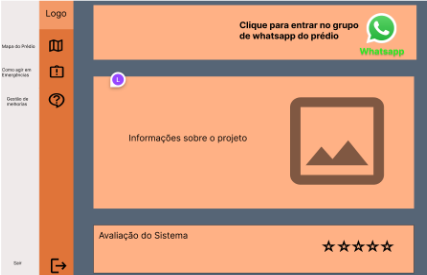 Logo
Clique para entrar no grupo
de whatsapp do prédio
Whatsapp
Mapa do Prédio
Como agir em
Emergências
Gestão de
melhorias
L
Informações sobre o projeto
Avaliação do Sistema
Sair